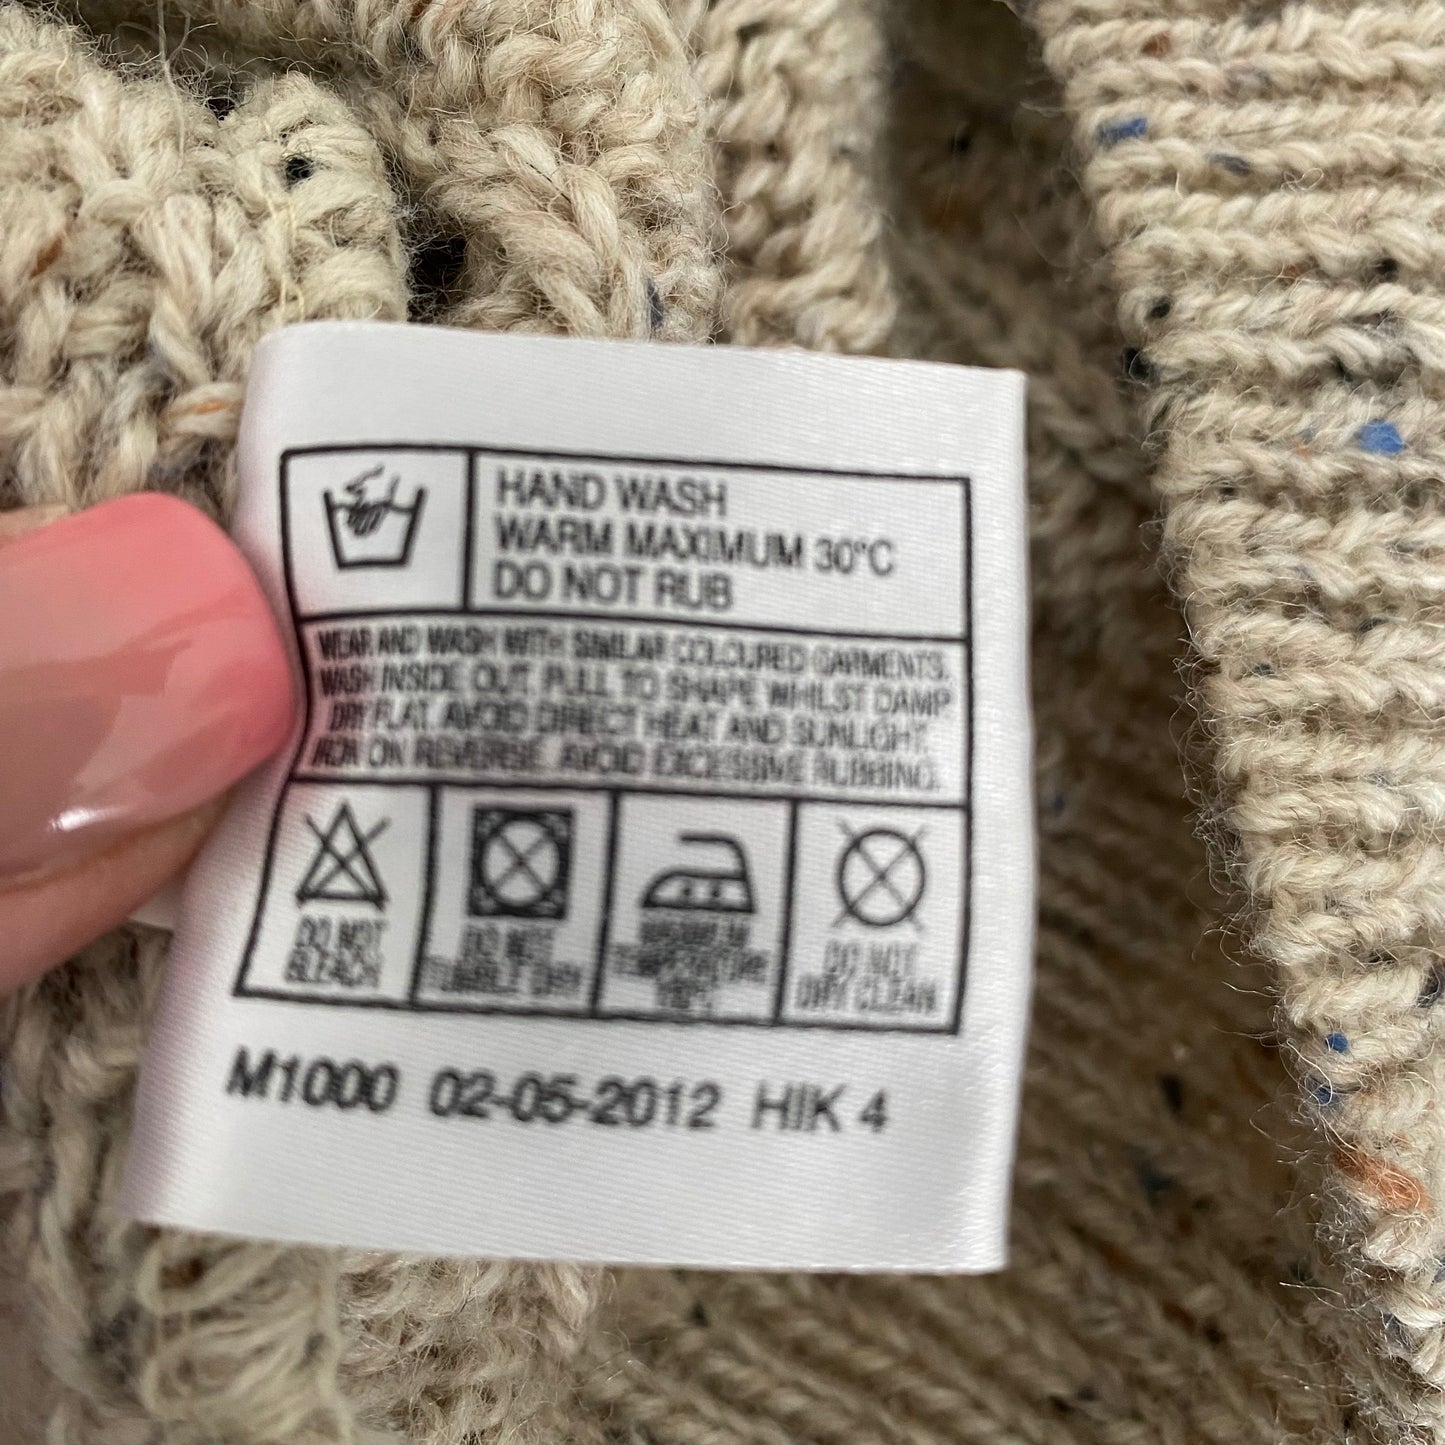 HAND WASH
WARM MAXIMUM 30°C
DO NOT RUB
WEAR AND WASH WITH SIMILAR COLOURED GARMENTS.
WASH INSIDE OUT. PULL TO SHAPE WHILST DAMP.
DRY FLAT. AVOID DIRECT HEAT AND SUNLIGHT.
IRON ON REVERSE. AVOID EXCESSIVE RUBBING.
DO NOT
BLEACH
DO NOT
TUMBLE DRY
MAXIMUM
TEMPERATURE
DO NOT
DRY CLEAN
M1000 02-05-2012 HIK 4